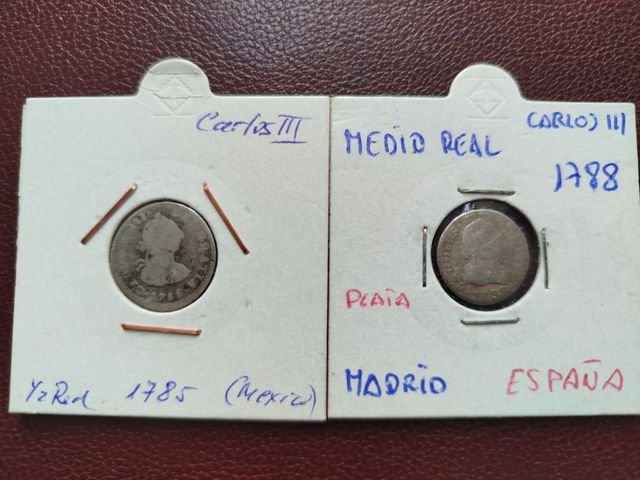 Carlos III
½ Real 1785 (Mexico)
CARLOS III
MEDIO REAL
1788
PLATA
MADRID ESPAÑA